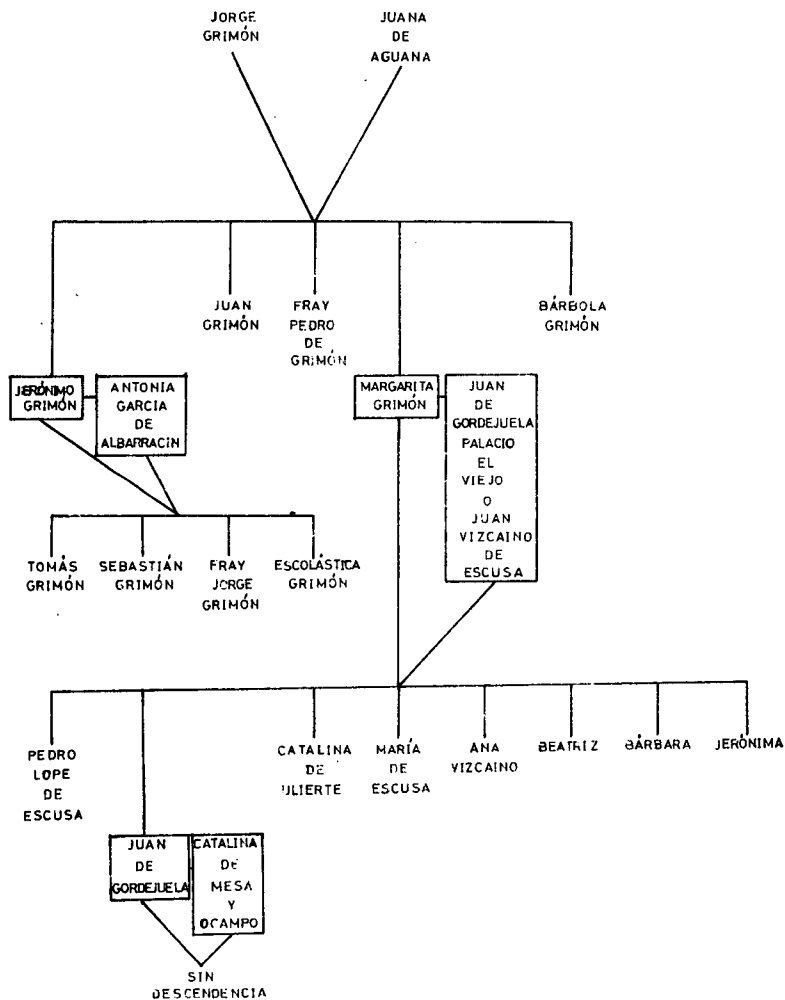 JORGE
GRIMÓN
JUANA
DE
AGUANA
JUAN
GRIMÓN
FRAY
PEDRO
DE
GRIMÓN
BÁRBOLA
GRIMÓN
JERÓNIMO
GRIMÓN
ANTONIA
GARCIA
DE
ALBARRACIN
MARGARITA
GRIMÓN
JUAN
DE
GORDEJUELA
PALACIO
EL
VIEJO
O
JUAN
VIZCAINO
DE
ESCUSA
TOMÁS
GRIMÓN
SEBASTIÁN
GRIMÓN
FRAY
JORGE
GRIMÓN
ESCOLÁSTICA
GRIMÓN
PEDRO
LOPE
DE
ESCUSA
CATALINA
DE
ULIERTE
MARÍA
DE
ESCUSA
ANA
VIZCAINO
BEATRIZ
BÁRBARA
JERÓNIMA
JUAN
DE
GORDEJUELA
CATALINA
DE
MESA
Y
OCAMPO
SIN
DESCENDENCIA